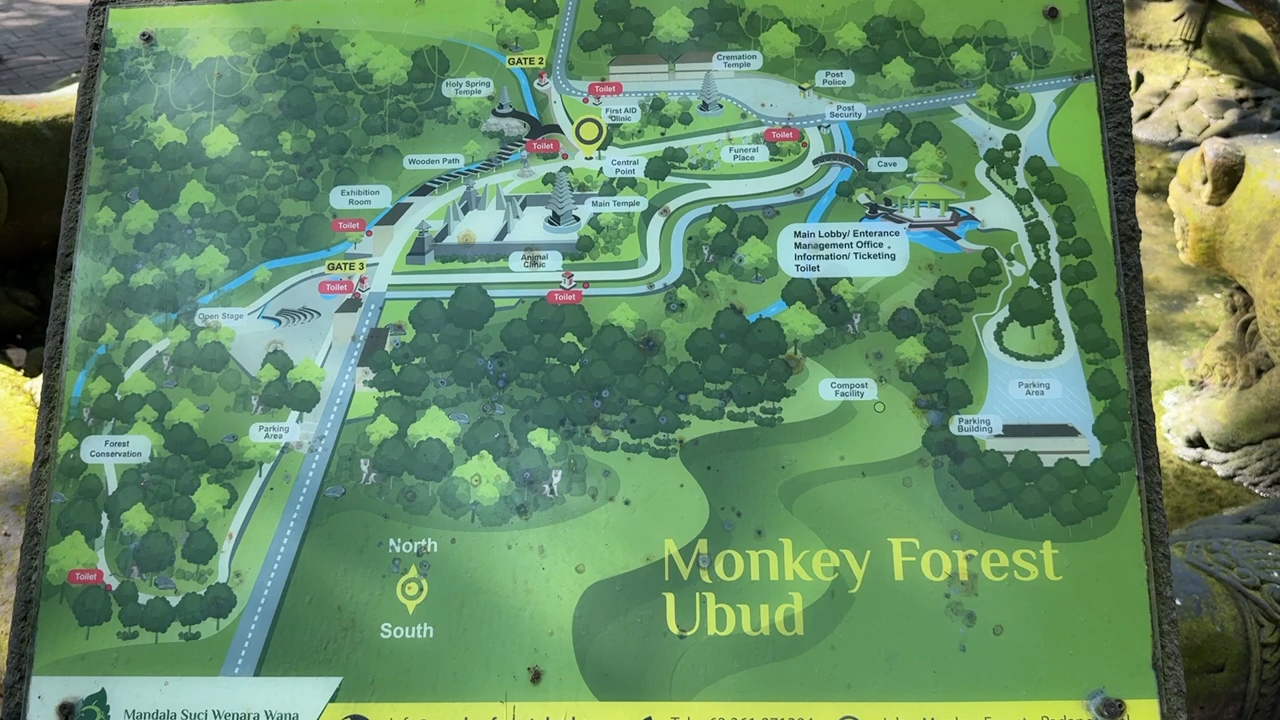 GATE 2
Cremation
Temple
Holy Spring
Temple
Toilet
Post
Police
First AID
Clinic
Post
Security
Toilet
Toilet
Wooden Path
Central
Point
Funeral
Place
Cave
Exhibition
Room
Main Temple
Toilet
Main Lobby/ Enterance
Management Office
Information/ Ticketing
Toilet
Animal
Clinic
GATE 3
Toilet
Toilet
Open Stage
Compost
Facility
Parking
Area
Parking
Building
Parking
Area
Forest
Conservation
Toilet
North
South
Monkey Forest
Ubud
Mandala Suci Wenara Wana